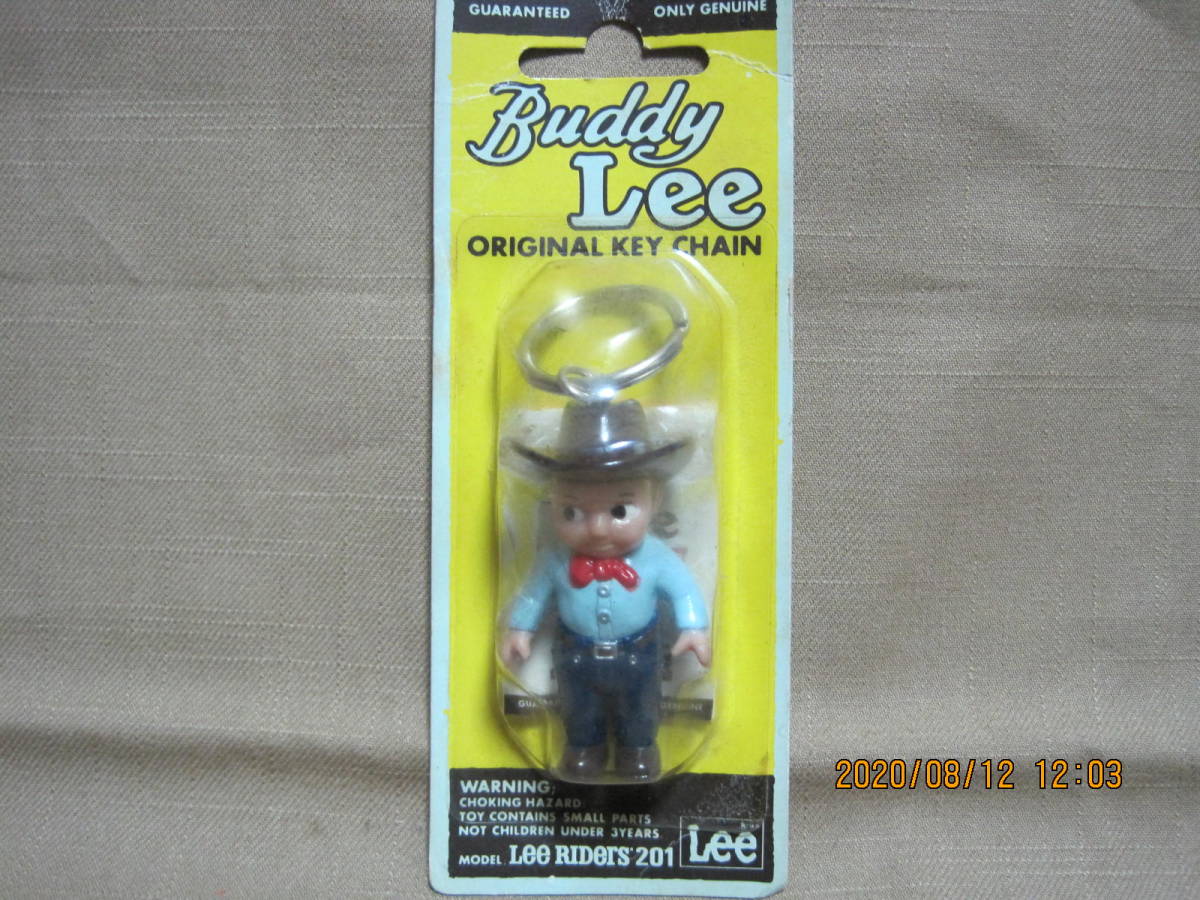 GUARANTEED ONLY GENUINE
Buddy
Lee
ORIGINAL KEY CHAIN
GENUINE
WARNING;
CHOKING HAZARD:
TOY CONTAINS SMALL PARTS
NOT CHILDREN UNDER 3YEARS.
MODEL. Lee RIDERS 201 Lee
2020/08/12 12:03